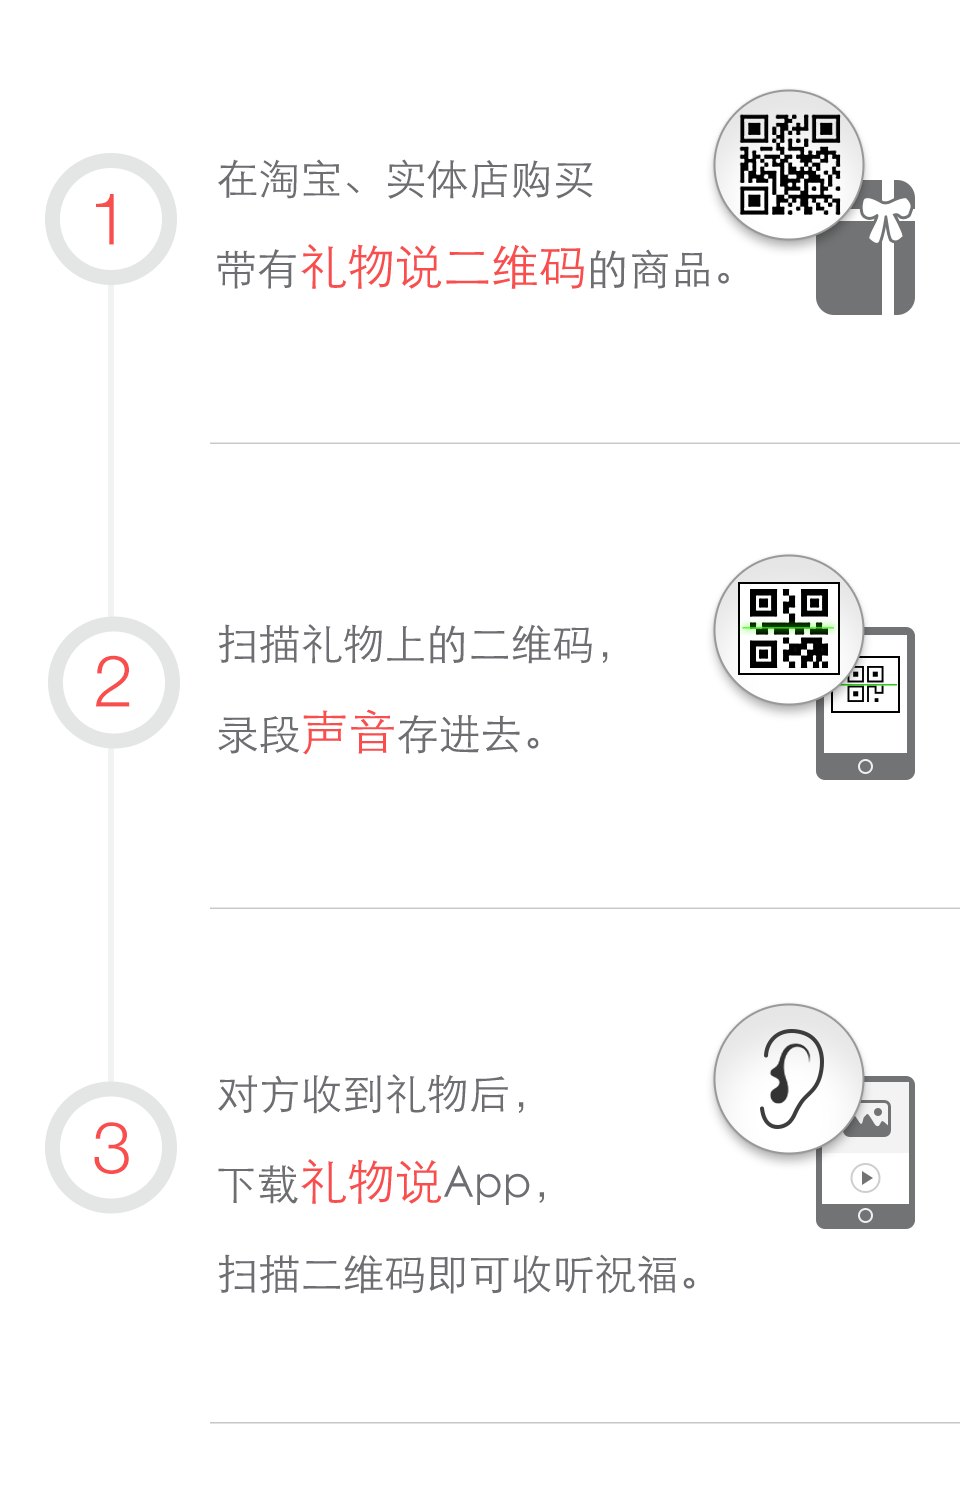 1
在淘宝、实体店购买
带有礼物说二维码的商品。
2
扫描礼物上的二维码，
录段声音存进去。
3
对方收到礼物后，
下载礼物说App，
扫描二维码即可收听祝福。